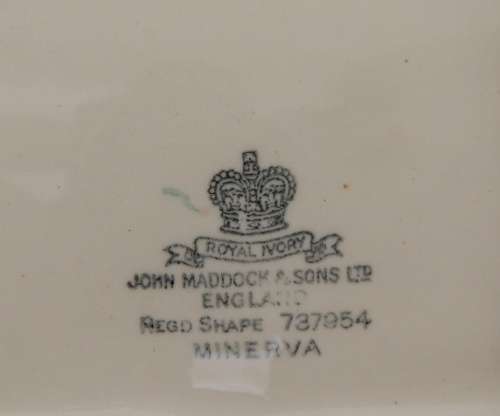 ROYAL IVORY
JOHN MADDOCK & SONS LTD
ENGLAND
REGD SHAPE 737954
MINERVA